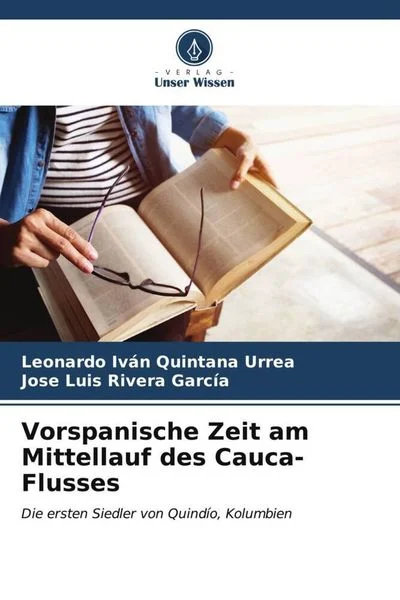 - VERLAG -
Unser Wissen
Leonardo Iván Quintana Urrea
Jose Luis Rivera García
Vorspanische Zeit am
Mittellauf des Cauca-
Flusses
Die ersten Siedler von Quindío, Kolumbien